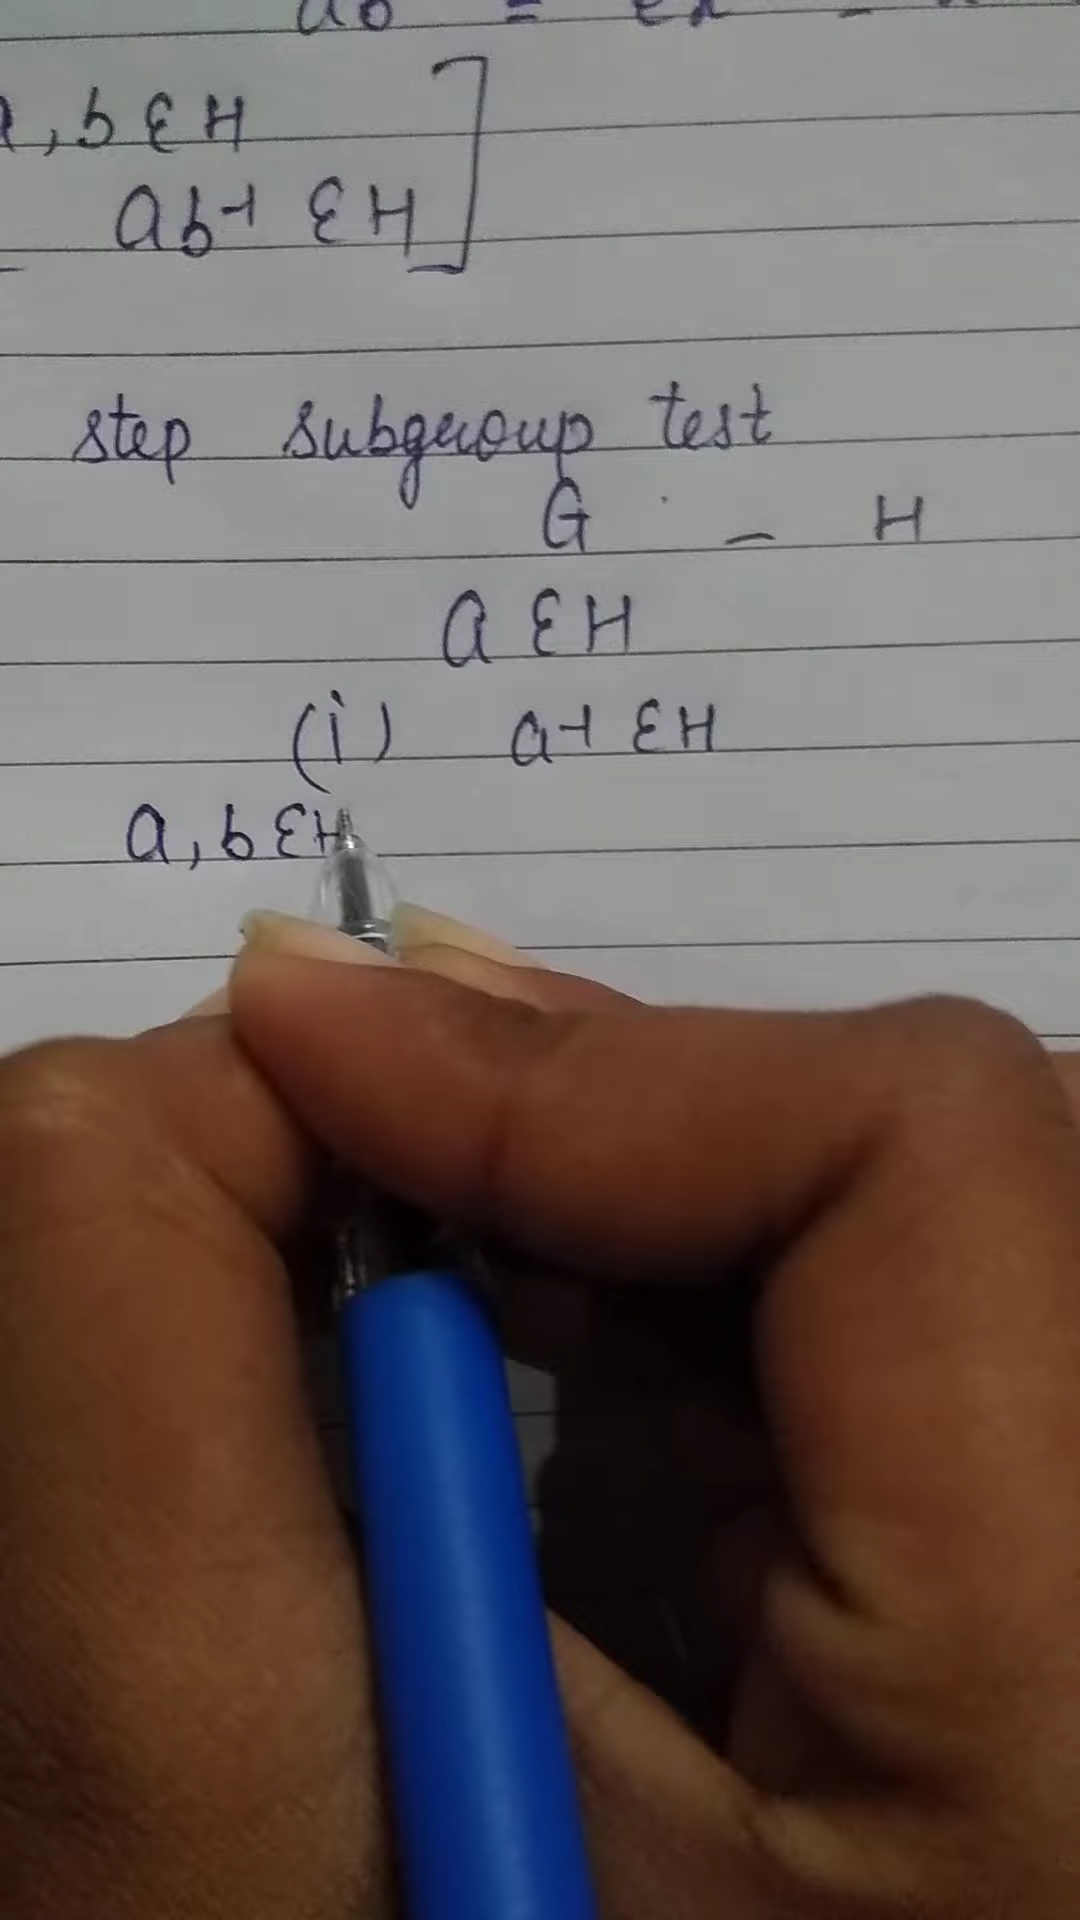 a, b ∈ H
ab⁻¹ ∈ H ]
step subgroup test
G - H
a ∈ H
(i) a⁻¹ ∈ H
a, b ∈ H